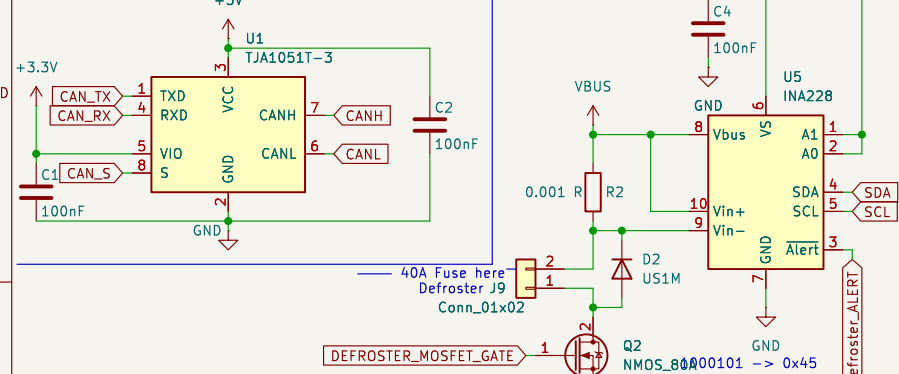 +5V
U1
TJA1051T-3
+3.3V
3
VCC
CAN_TX 1 TXD
CAN_RX 4 RXD
CANH 7 CANH
5 VIO
CANL 6 CANL
CAN_S 8 S
GND
2
GND
C1
100nF
C2
100nF
C4
100nF
GND
VBUS
U5
INA228
6
VS
8 Vbus
A1 1
A0 2
0.001 R R2
SDA 4 SDA
SCL 5 SCL
10 Vin+
9 Vin-
Alert 3
GND
7
GND
D2
US1M
40A Fuse here
Defroster J9
Conn_01x02
2
1
2
DEFROSTER_MOSFET_GATE 1
Q2
NMOS_80A
1000101 -> 0x45
efroster_ALERT
D